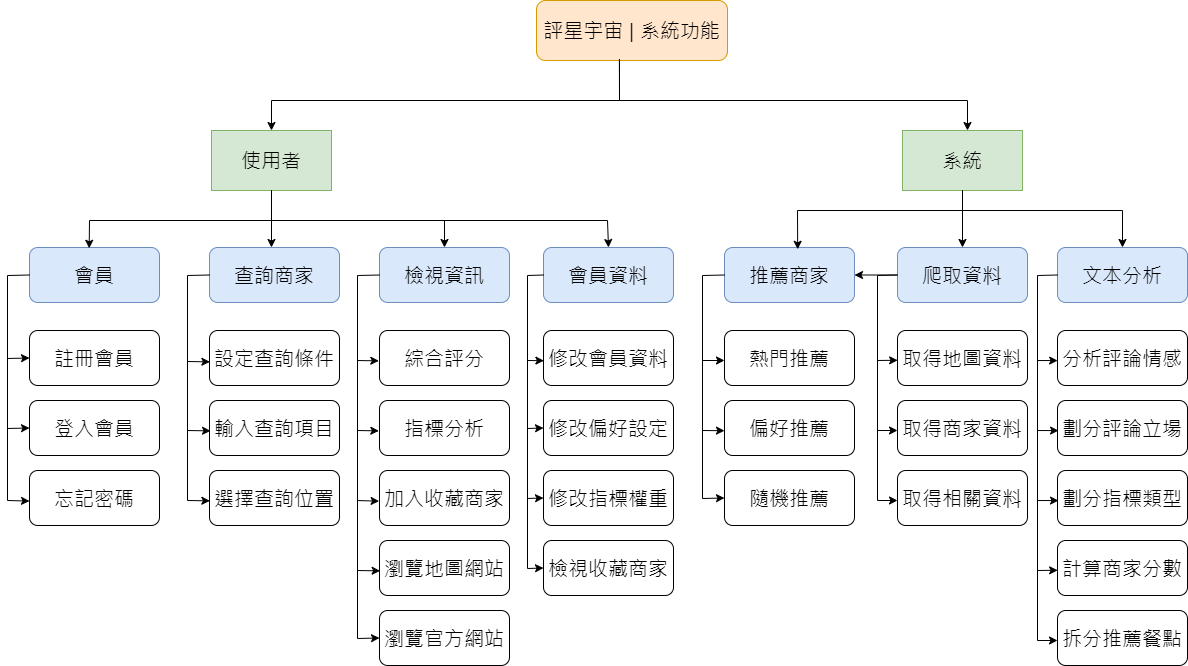 評星宇宙 | 系統功能
使用者
系統
會員
查詢商家
檢視資訊
會員資料
推薦商家
爬取資料
文本分析
註冊會員
設定查詢條件
綜合評分
修改會員資料
熱門推薦
取得地圖資料
分析評論情感
登入會員
輸入查詢項目
指標分析
修改偏好設定
偏好推薦
取得商家資料
劃分評論立場
忘記密碼
選擇查詢位置
加入收藏商家
修改指標權重
隨機推薦
取得相關資料
劃分指標類型
瀏覽地圖網站
檢視收藏商家
計算商家分數
瀏覽官方網站
拆分推薦餐點